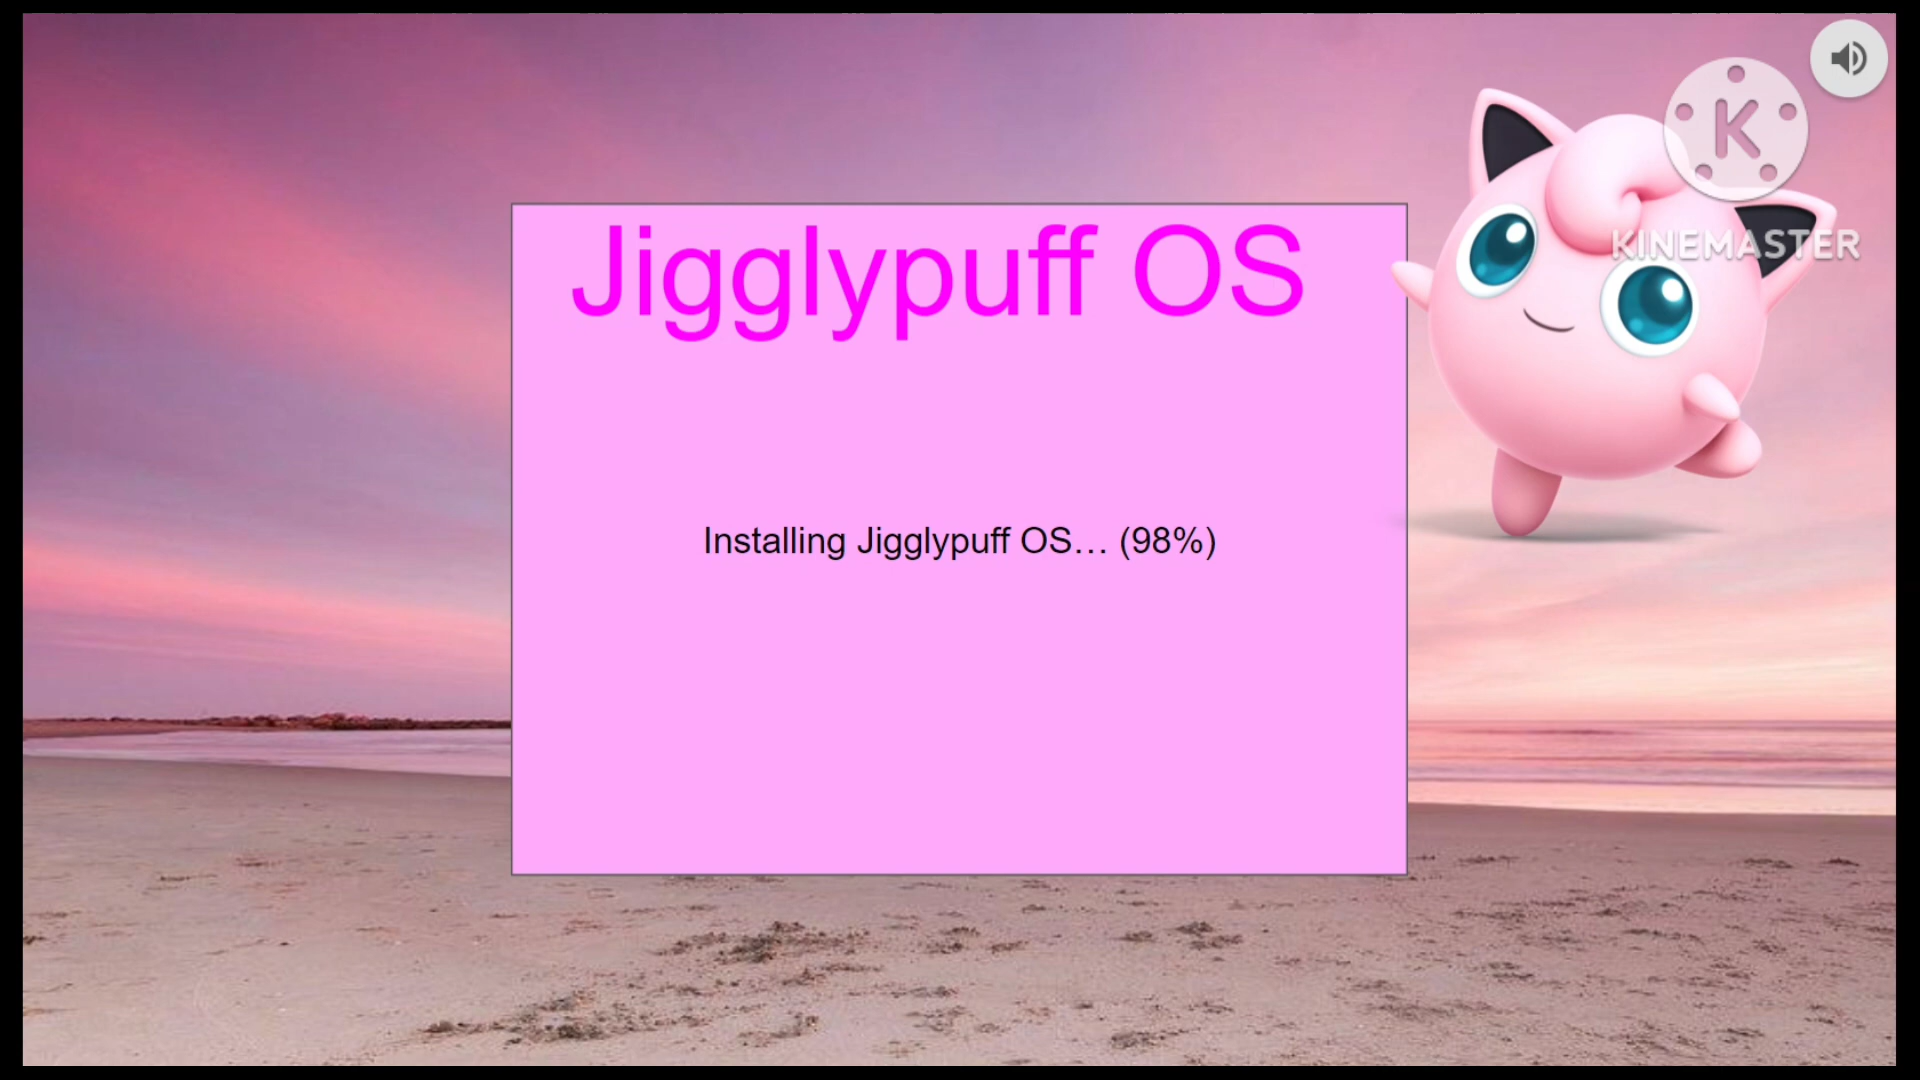 Jigglypuff OS
K
KINEMASTER
Installing Jigglypuff OS… (98%)